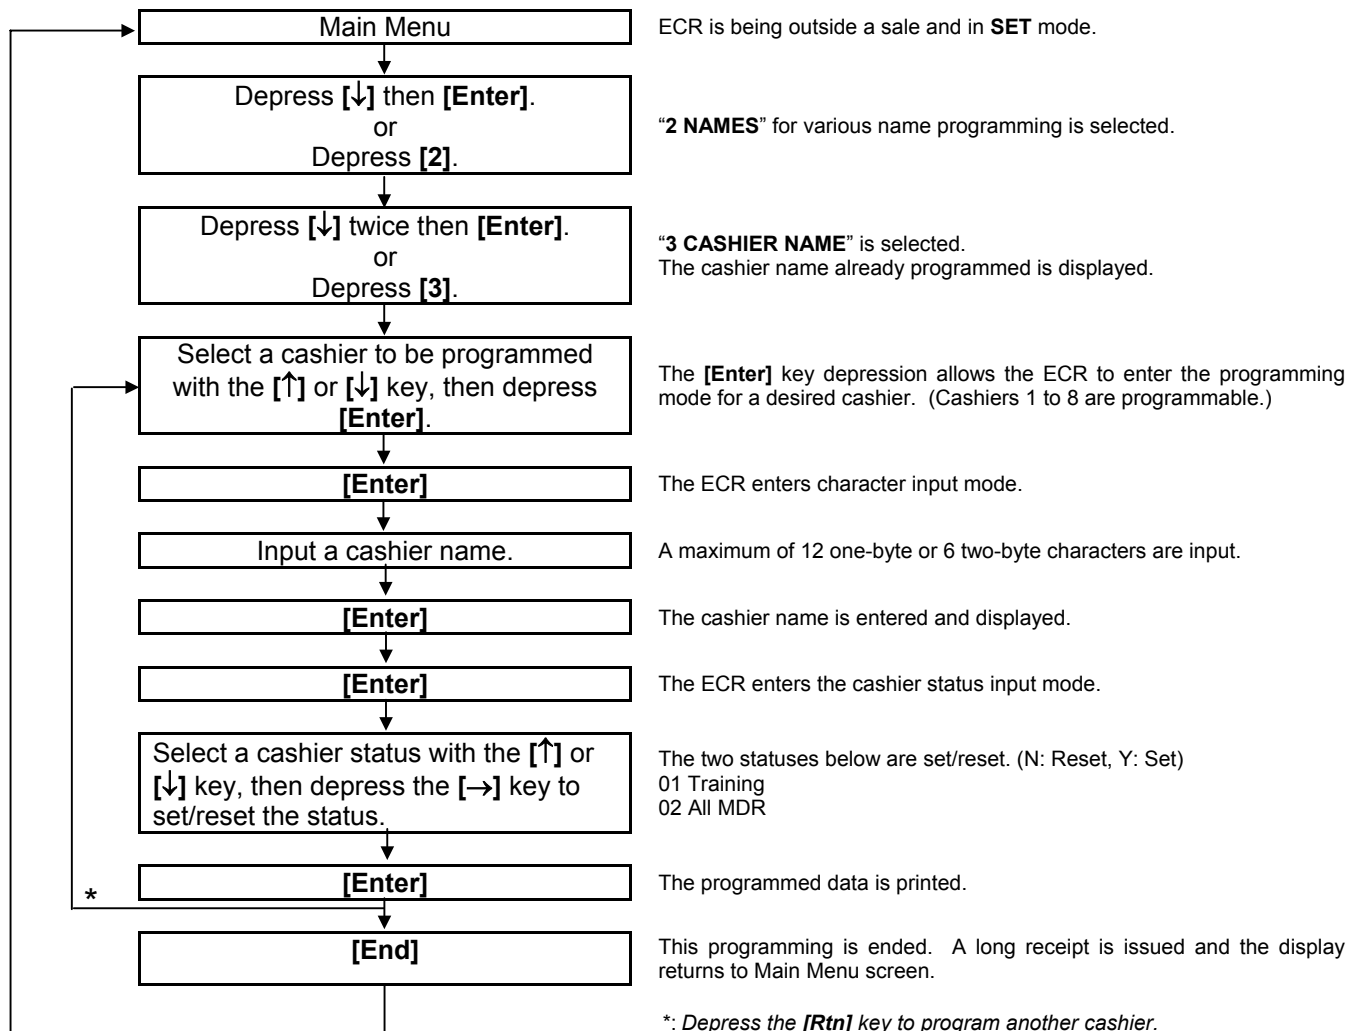 Main Menu
ECR is being outside a sale and in SET mode.
Depress [↓] then [Enter].
or
Depress [2].
“2 NAMES” for various name programming is selected.
Depress [↓] twice then [Enter].
or
Depress [3].
“3 CASHIER NAME” is selected.
The cashier name already programmed is displayed.
Select a cashier to be programmed
with the [↑] or [↓] key, then depress
[Enter].
The [Enter] key depression allows the ECR to enter the programming
mode for a desired cashier. (Cashiers 1 to 8 are programmable.)
[Enter]
The ECR enters character input mode.
Input a cashier name.
A maximum of 12 one-byte or 6 two-byte characters are input.
[Enter]
The cashier name is entered and displayed.
[Enter]
The ECR enters the cashier status input mode.
Select a cashier status with the [↑] or
[↓] key, then depress the [→] key to
set/reset the status.
The two statuses below are set/reset. (N: Reset, Y: Set)
01 Training
02 All MDR
[Enter]
The programmed data is printed.
*
[End]
This programming is ended. A long receipt is issued and the display
returns to Main Menu screen.
*: Depress the [Rtn] key to program another cashier.